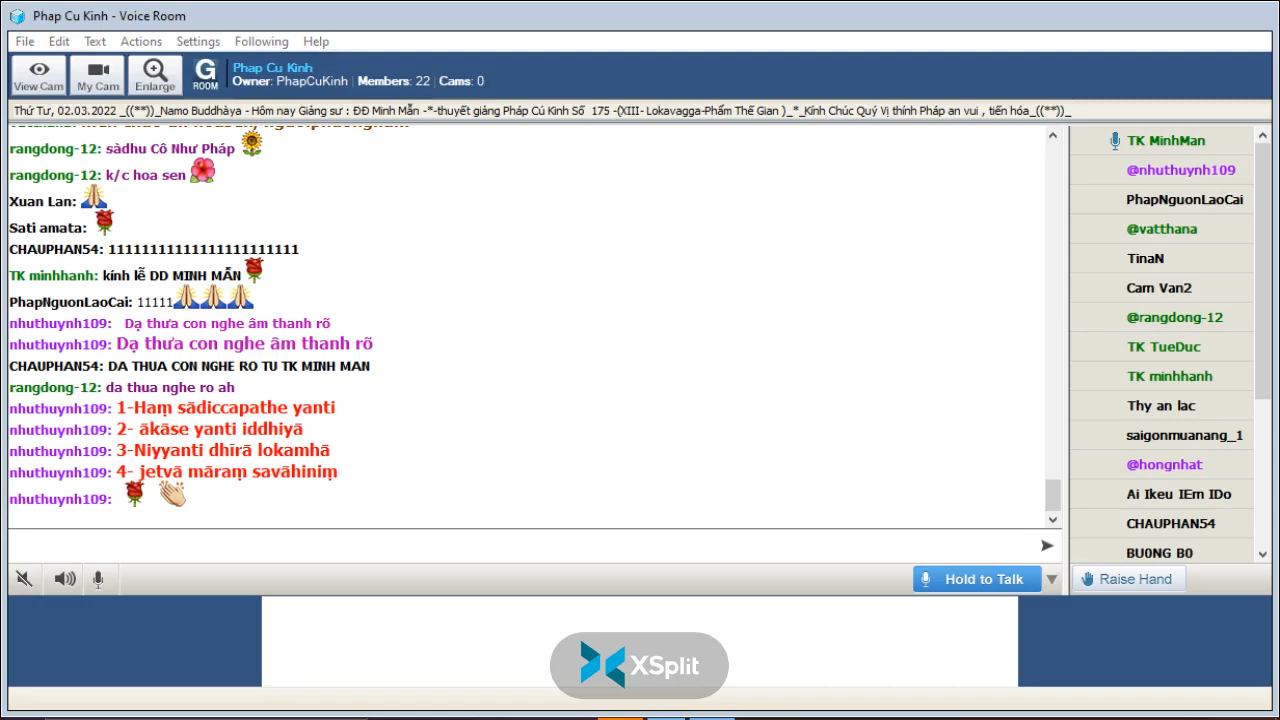 Phap Cu Kinh - Voice Room
File Edit Text Actions Settings Following Help
View Cam My Cam Enlarge G ROOM
Phap Cu Kinh
Owner: PhapCuKinh Members: 22 Cams: 0
Thứ Tư, 02.03.2022 _((**))_Namo Buddhàya - Hôm nay Giảng sư : ĐĐ Minh Mẫn -*-thuyết giảng Pháp Cú Kinh Số 175 -(XIII- Lokavagga-Phẩm Thế Gian )_*_Kính Chúc Quý Vị thính Pháp an vui , tiến hóa_((**))_
rangdong-12: sàdhu Cô Như Pháp
rangdong-12: k/c hoa sen
Xuan Lan:
Sati amata:
CHAUPHAN54: 11111111111111111111111
TK minhhanh: kính lễ DD MINH MẪN
PhapNguonLaoCai: 11111
nhuthuynh109: Dạ thưa con nghe âm thanh rõ
nhuthuynh109: Dạ thưa con nghe âm thanh rõ
CHAUPHAN54: DA THUA CON NGHE RO TU TK MINH MAN
rangdong-12: da thua nghe ro ah
nhuthuynh109: 1-Haṃ sādiccapathe yanti
nhuthuynh109: 2- ākāse yanti iddhiyā
nhuthuynh109: 3-Niyyanti dhīrā lokamhā
nhuthuynh109: 4- jetvā māraṃ savāhiniṃ
nhuthuynh109:
TK MinhMan
@nhuthuynh109
PhapNguonLaoCai
@vatthana
TinaN
Cam Van2
@rangdong-12
TK TueDuc
TK minhhanh
Thy an lac
saigonmuanang_1
@hongnhat
Ai Ikeu IEm IDo
CHAUPHAN54
BU0NG B0
Hold to Talk
Raise Hand
XSplit